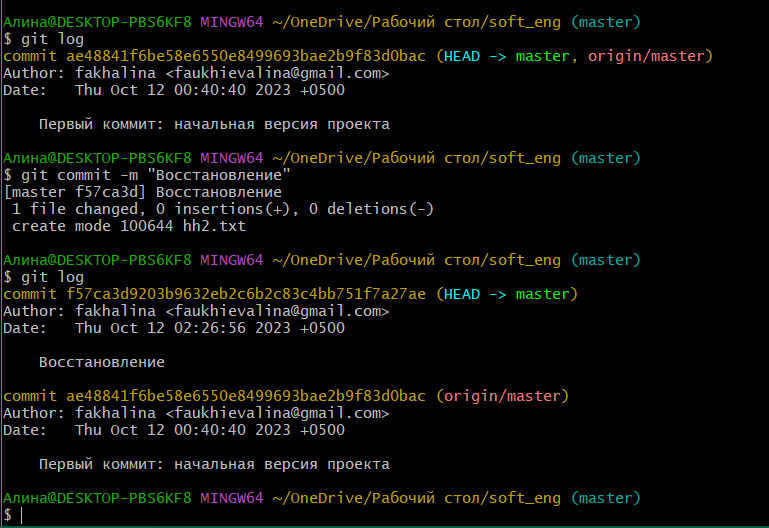 Алина@DESKTOP-PBS6KF8 MINGW64 ~/OneDrive/Рабочий стол/soft_eng (master)
$ git log
commit ae48841f6be58e6550e8499693bae2b9f83d0bac (HEAD -> master, origin/master)
Author: fakhalina <faukhievalina@gmail.com>
Date:   Thu Oct 12 00:40:40 2023 +0500
    Первый коммит: начальная версия проекта
Алина@DESKTOP-PBS6KF8 MINGW64 ~/OneDrive/Рабочий стол/soft_eng (master)
$ git commit -m "Восстановление"
[master f57ca3d] Восстановление
 1 file changed, 0 insertions(+), 0 deletions(-)
 create mode 100644 hh2.txt
Алина@DESKTOP-PBS6KF8 MINGW64 ~/OneDrive/Рабочий стол/soft_eng (master)
$ git log
commit f57ca3d9203b9632eb2c6b2c83c4bb751f7a27ae (HEAD -> master)
Author: fakhalina <faukhievalina@gmail.com>
Date:   Thu Oct 12 02:26:56 2023 +0500
    Восстановление
commit ae48841f6be58e6550e8499693bae2b9f83d0bac (origin/master)
Author: fakhalina <faukhievalina@gmail.com>
Date:   Thu Oct 12 00:40:40 2023 +0500
    Первый коммит: начальная версия проекта
Алина@DESKTOP-PBS6KF8 MINGW64 ~/OneDrive/Рабочий стол/soft_eng (master)
$